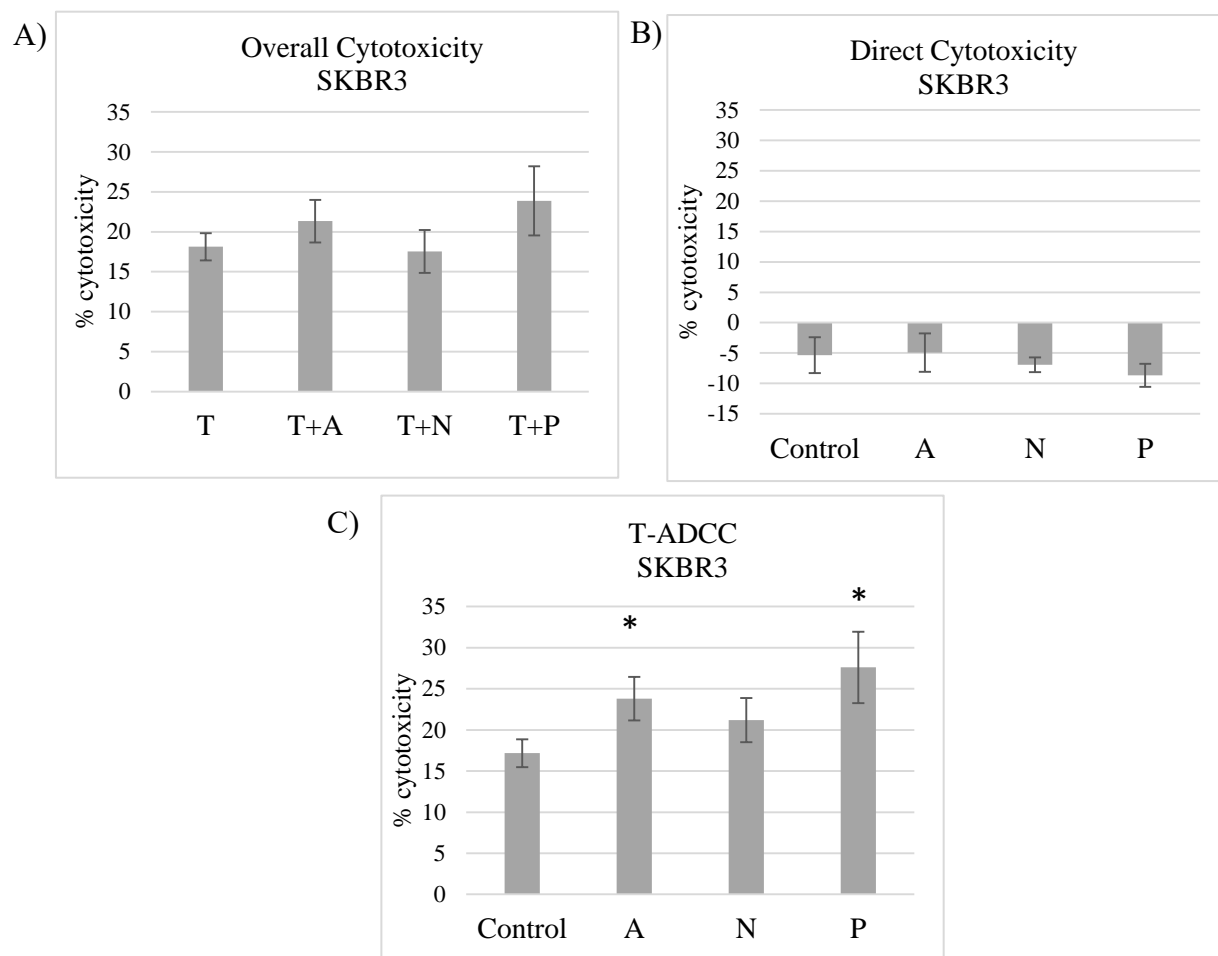 A)
Overall Cytotoxicity
SKBR3
% cytotoxicity
35
30
25
20
15
10
5
0
T T+A T+N T+P
B)
Direct Cytotoxicity
SKBR3
% cytotoxicity
35
30
25
20
15
10
5
0
-5
-10
-15
Control A N P
C)
T-ADCC
SKBR3
% cytotoxicity
35
30
25
20
15
10
5
0
* *
Control A N P